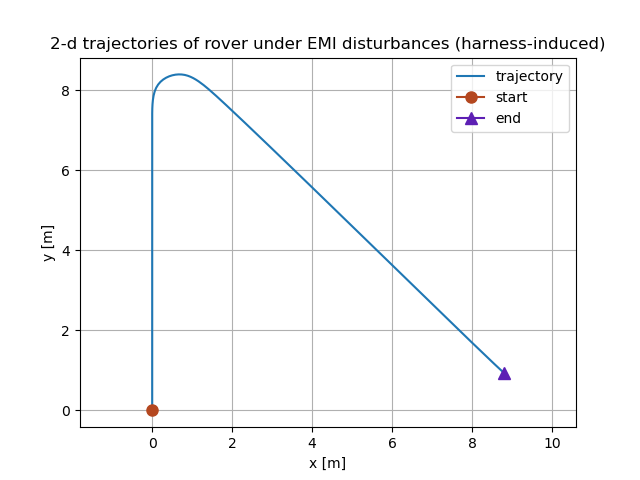 2-d trajectories of rover under EMI disturbances (harness-induced)
trajectory
start
end
8
6
4
2
0
y [m]
0 2 4 6 8 10
x [m]